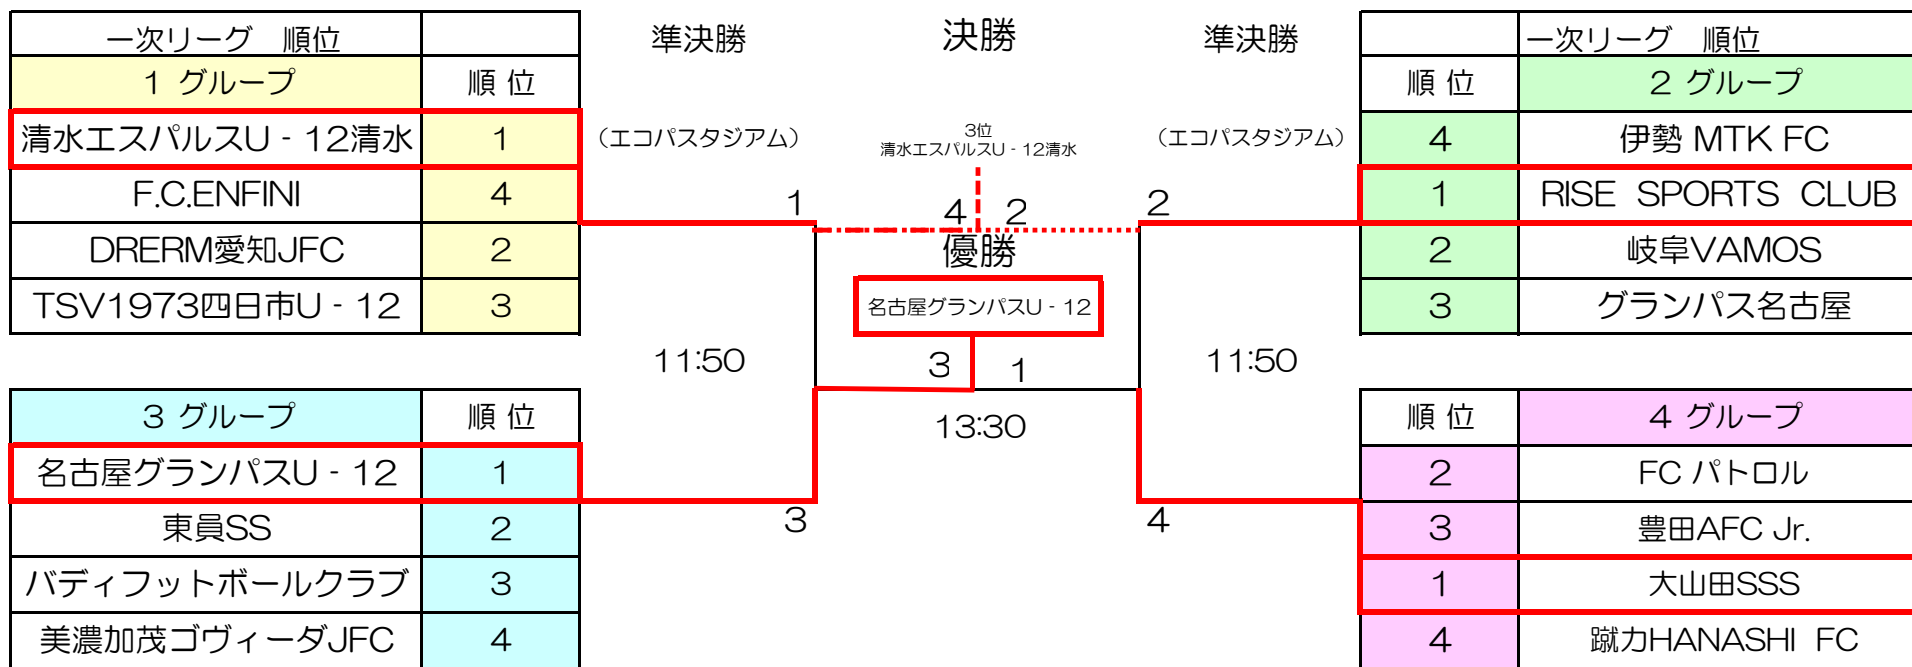 一次リーグ　順位
1 グループ 順 位
清水エスパルスU‐12清水 1
F.C.ENFINI 4
DRERM愛知JFC 2
TSV1973四日市U‐12 3
3 グループ 順 位
名古屋グランパスU‐12 1
東員SS 2
バディフットボールクラブ 3
美濃加茂ゴヴィーダJFC 4
準決勝
（エコパスタジアム）
1
11:50
3
決勝
3位
清水エスパルスU‐12清水
4 2
優勝
名古屋グランパスU‐12
3 1
13:30
準決勝
（エコパスタジアム）
2
11:50
4
一次リーグ　順位
順 位 2 グループ
4 伊勢 MTK FC
1 RISE SPORTS CLUB
2 岐阜VAMOS
3 グランパス名古屋
順 位 4 グループ
2 FC パトロル
3 豊田AFC Jr.
1 大山田SSS
4 蹴力HANASHI FC